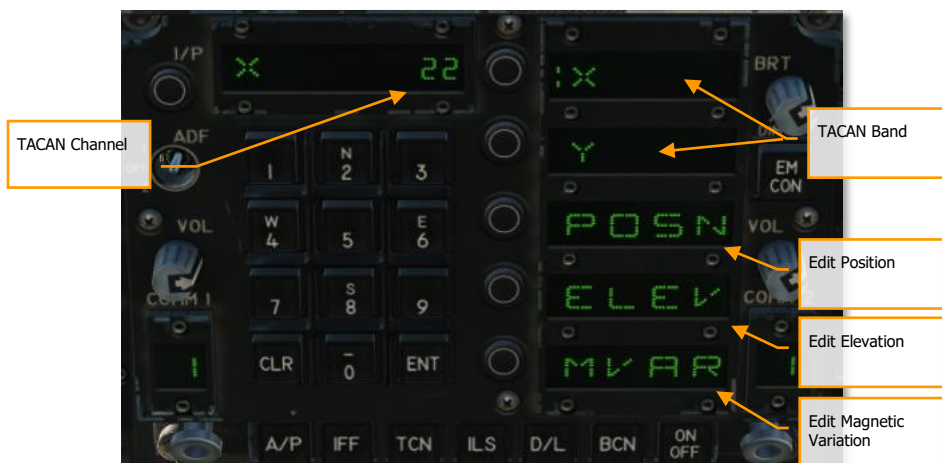 I/P
X 22
:X
BRT
TACAN Channel
ADF
Y
TACAN Band
EM
CON
1
N
2
3
VOL
W
4
5
E
6
POSN
VOL
Edit Position
7
S
8
9
ELEV
COMM 1
Edit Elevation
1
CLR
–
0
ENT
MVAR
1
Edit Magnetic
Variation
A/P
IFF
TCN
ILS
D/L
BCN
ON
OFF